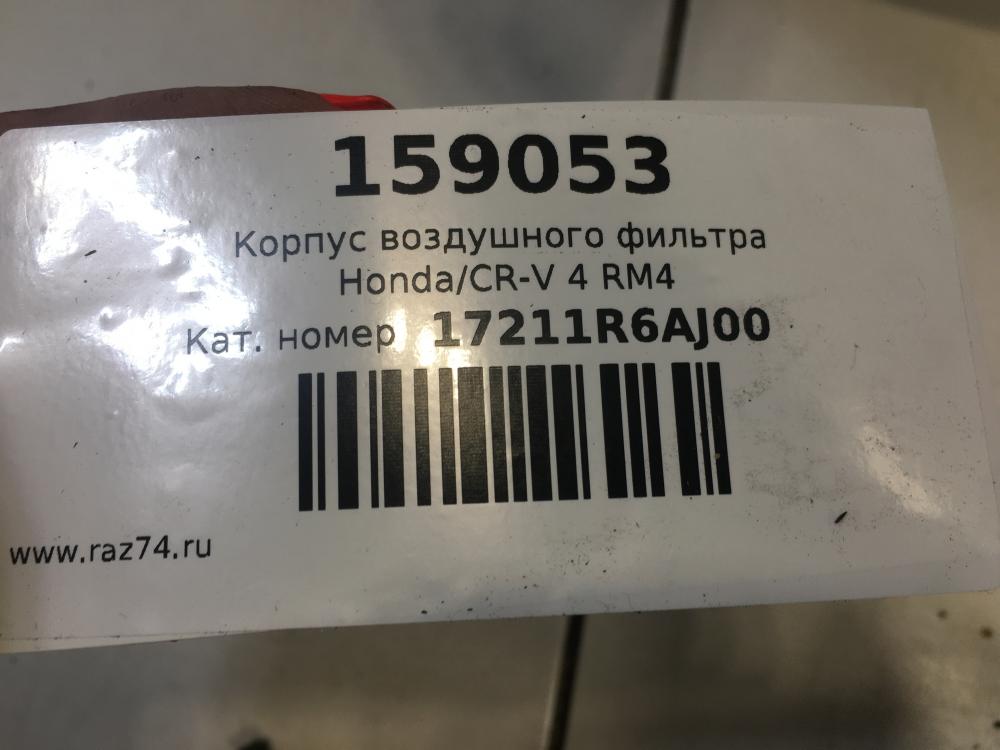 159053
Корпус воздушного фильтра
Honda/CR-V 4 RM4
Кат. номер 17211R6AJ00
www.raz74.ru